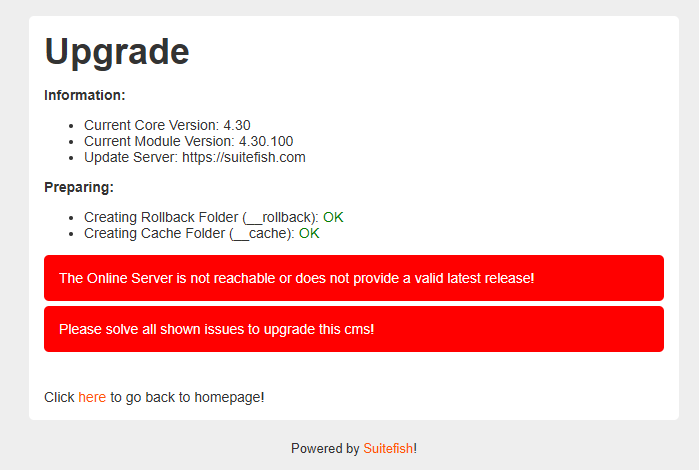 Upgrade
Information:
Current Core Version: 4.30
Current Module Version: 4.30.100
Update Server: https://suitefish.com
Preparing:
Creating Rollback Folder (__rollback): OK
Creating Cache Folder (__cache): OK
The Online Server is not reachable or does not provide a valid latest release!
Please solve all shown issues to upgrade this cms!
Click here to go back to homepage!
Powered by Suitefish!